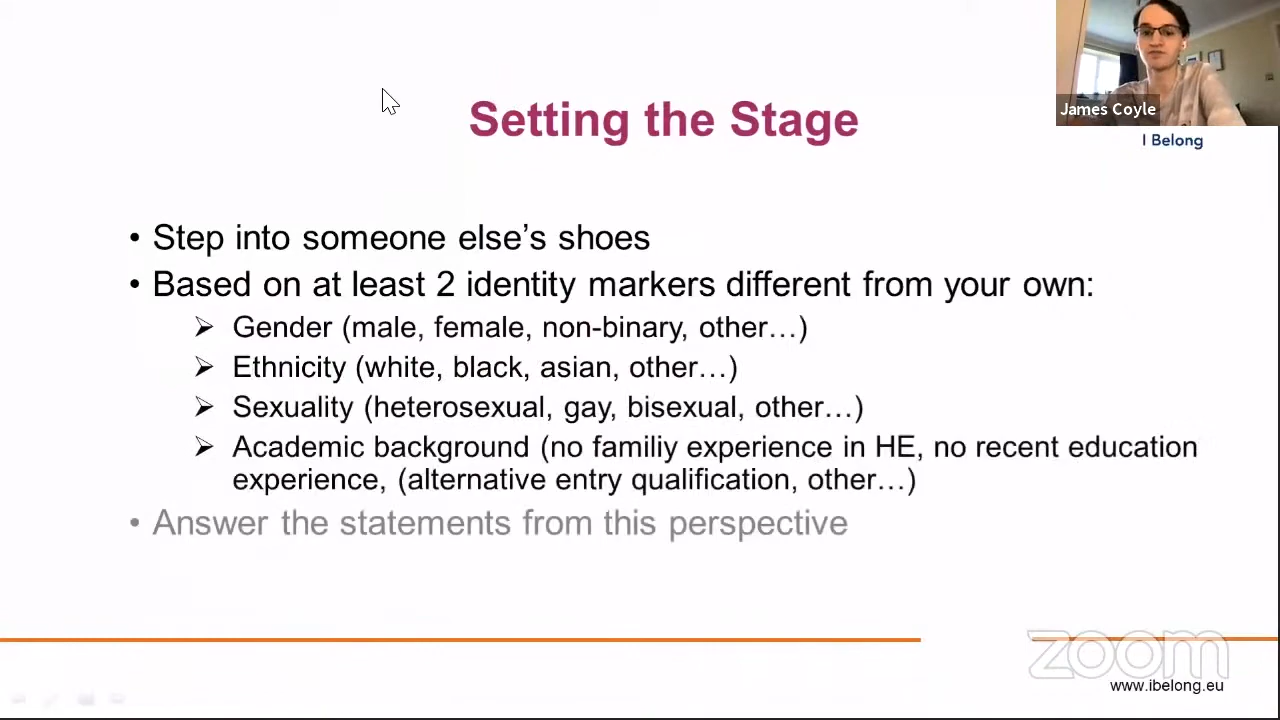 Setting the Stage
James Coyle
I Belong
• Step into someone else’s shoes
• Based on at least 2 identity markers different from your own:
➢ Gender (male, female, non-binary, other…)
➢ Ethnicity (white, black, asian, other…)
➢ Sexuality (heterosexual, gay, bisexual, other…)
➢ Academic background (no familiy experience in HE, no recent education
experience, (alternative entry qualification, other…)
• Answer the statements from this perspective
zoom
www.ibelong.eu